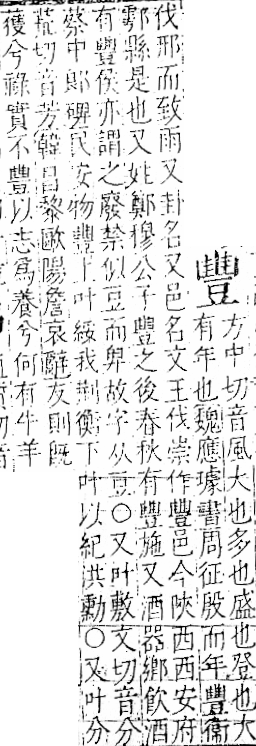 豐
方中切音風大也多也盛也登也大
有年也魏應璩書周征殷而年豐衞
伐邢而致雨又卦名又邑名文王伐崇作豐邑今陝西西安府
鄠縣是也又姓鄭穆公子豐之後春秋有豐施又酒器鄉飲酒
有豐侯亦謂之廢禁似豆而卑故字从豆○又叶敷文切音分
蔡中郎碑民安物豐上叶綏我荆衡下叶以紀洪勳○又叶分
荒切音芳韓昌黎歐陽詹哀辭友則既
獲兮祿實不豐以志爲養兮何有牛羊